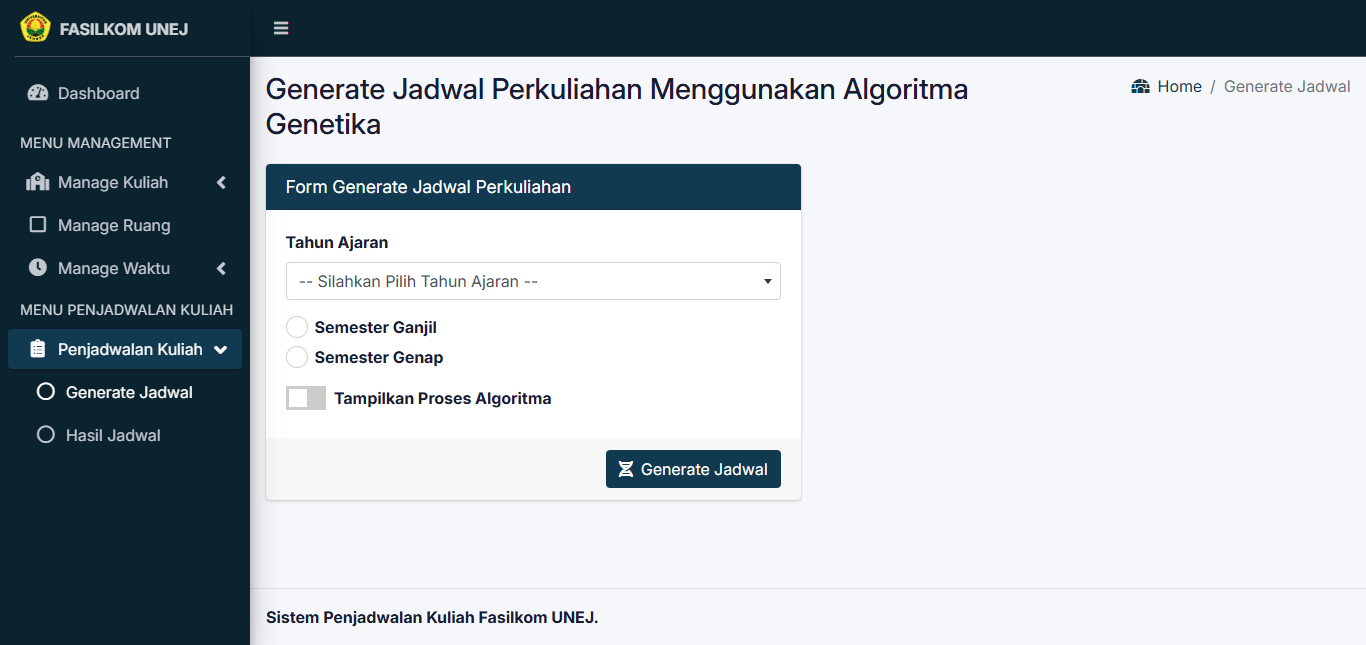 FASILKOM UNEJ
Dashboard
MENU MANAGEMENT
Manage Kuliah
Manage Ruang
Manage Waktu
MENU PENJADWALAN KULIAH
Penjadwalan Kuliah
Generate Jadwal
Hasil Jadwal
Generate Jadwal Perkuliahan Menggunakan Algoritma
Genetika
Home / Generate Jadwal
Form Generate Jadwal Perkuliahan
Tahun Ajaran
-- Silahkan Pilih Tahun Ajaran --
Semester Ganjil
Semester Genap
Tampilkan Proses Algoritma
Generate Jadwal
Sistem Penjadwalan Kuliah Fasilkom UNEJ.